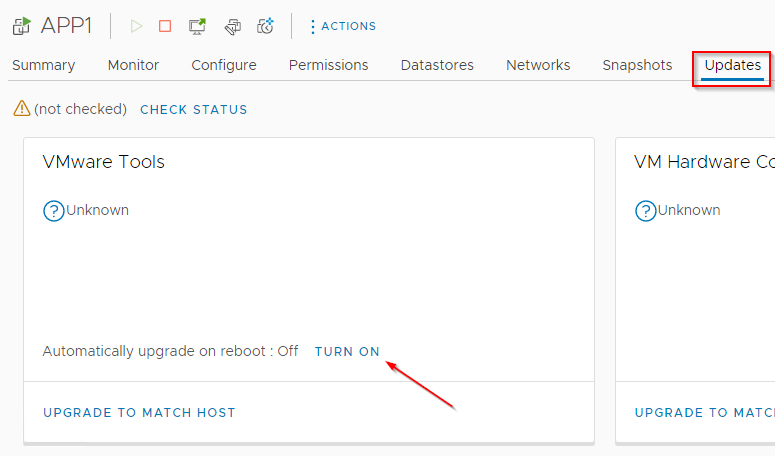 APP1 ACTIONS
Summary Monitor Configure Permissions Datastores Networks Snapshots Updates
(not checked) CHECK STATUS
VMware Tools
Unknown
Automatically upgrade on reboot : Off TURN ON
UPGRADE TO MATCH HOST
VM Hardware Co
Unknown
UPGRADE TO MATC